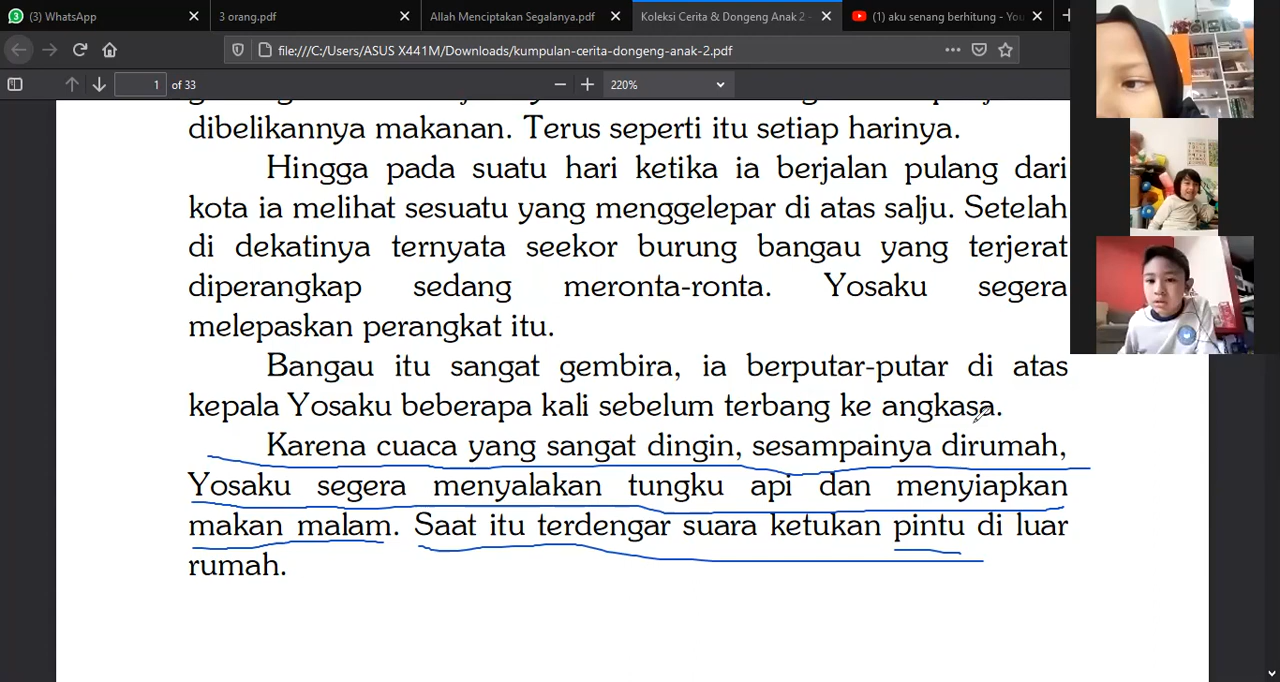 (3) WhatsApp
3 orang.pdf
Allah Menciptakan Segalanya.pdf
Koleksi Cerita & Dongeng Anak 2 -
(1) aku senang berhitung - You
file:///C:/Users/ASUS X441M/Downloads/kumpulan-cerita-dongeng-anak-2.pdf
1 of 33
220%
dibelikannya makanan. Terus seperti itu setiap harinya.
Hingga pada suatu hari ketika ia berjalan pulang dari
kota ia melihat sesuatu yang menggelepar di atas salju. Setelah
di dekatinya ternyata seekor burung bangau yang terjerat
diperangkap sedang meronta-ronta. Yosaku segera
melepaskan perangkat itu.
Bangau itu sangat gembira, ia berputar-putar di atas
kepala Yosaku beberapa kali sebelum terbang ke angkasa.
Karena cuaca yang sangat dingin, sesampainya dirumah,
Yosaku segera menyalakan tungku api dan menyiapkan
makan malam. Saat itu terdengar suara ketukan pintu di luar
rumah.